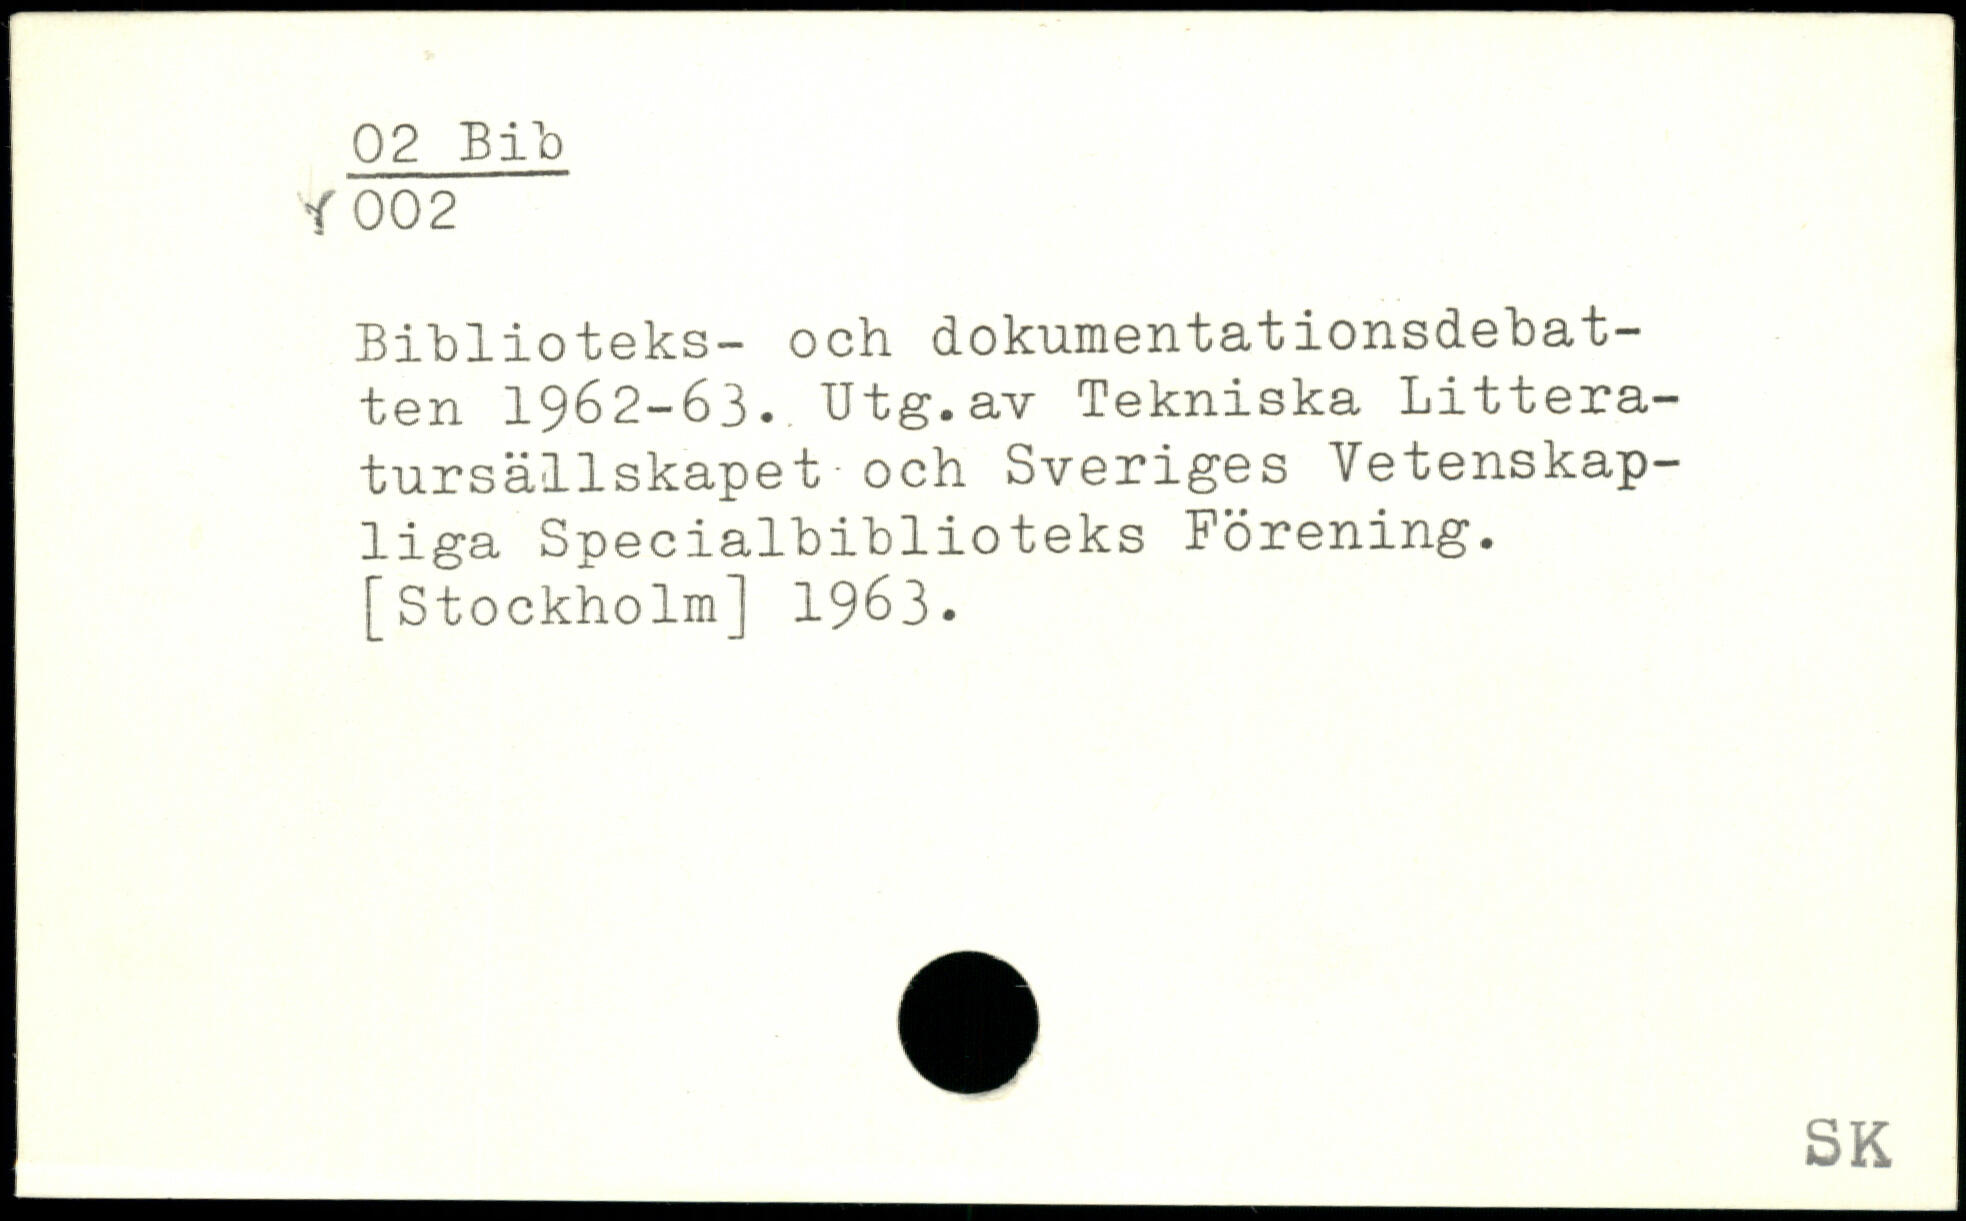 02 Bib
002
Biblioteks- och dokumentationsdebat-
ten 1962-63. Utg.av Tekniska Littera-
tursällskapet och Sveriges Vetenskap-
liga Specialbiblioteks Förening.
[Stockholm] 1963.
SK